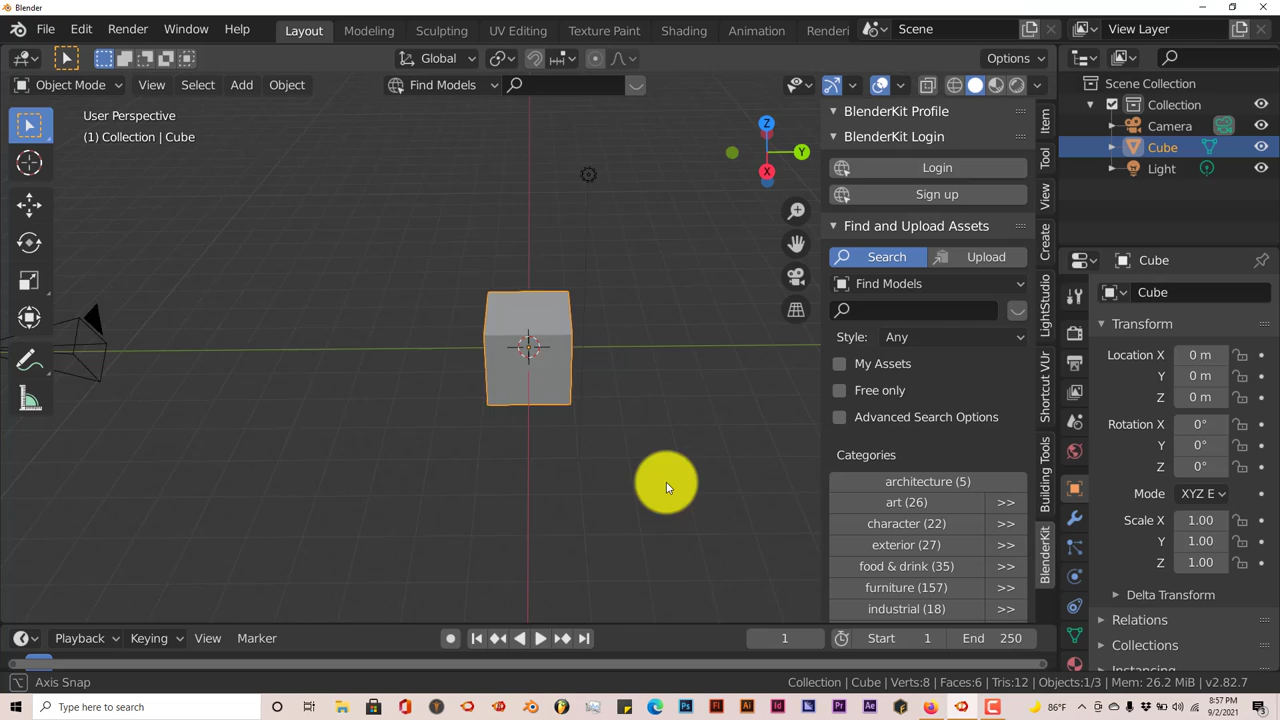 Blender
File Edit Render Window Help Layout Modeling Sculpting UV Editing Texture Paint Shading Animation Renderi Scene View Layer
Global Options
Object Mode View Select Add Object Find Models
User Perspective
(1) Collection | Cube
Z
Y
X
BlenderKit Profile
BlenderKit Login
Login
Sign up
Find and Upload Assets
Search Upload
Find Models
Style: Any
My Assets
Free only
Advanced Search Options
Categories
architecture (5)
art (26) >>
character (22) >>
exterior (27) >>
food & drink (35) >>
furniture (157) >>
industrial (18) >>
Item
Tool
View
Create
LightStudio
Shortcut VUr
Building Tools
BlenderKit
Scene Collection
Collection
Camera
Cube
Light
Cube
Cube
Transform
Location X 0 m
Y 0 m
Z 0 m
Rotation X 0°
Y 0°
Z 0°
Mode XYZ E
Scale X 1.00
Y 1.00
Z 1.00
Delta Transform
Relations
Collections
Instancing
Playback Keying View Marker 1 Start 1 End 250
Axis Snap Collection | Cube | Verts:8 | Faces:6 | Tris:12 | Objects:1/3 | Mem: 26.2 MiB | v2.82.7
Type here to search
86°F
8:57 PM
9/2/2021